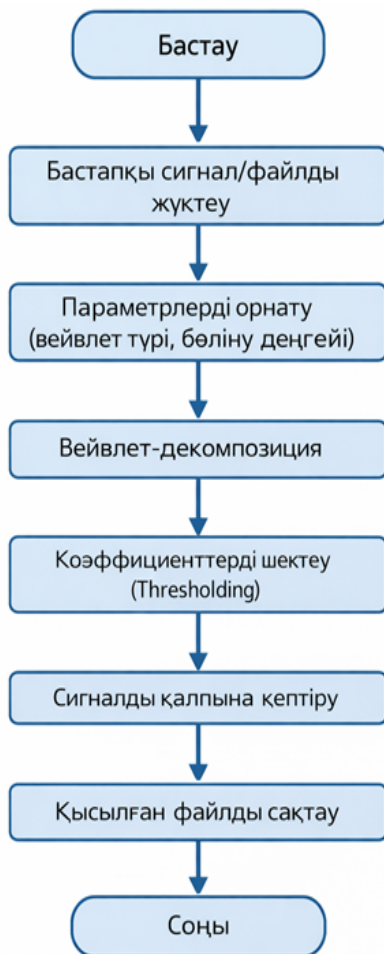 Бастау
Бастапқы сигнал/файлды
жүктеу
Параметрлерді орнату
(вейвлет түрі, бөліну деңгейі)
Вейвлет-декомпозиция
Коэффициенттерді шектеу
(Thresholding)
Сигналды қалпына қептіру
Қысылған файлды сақтау
Соңы